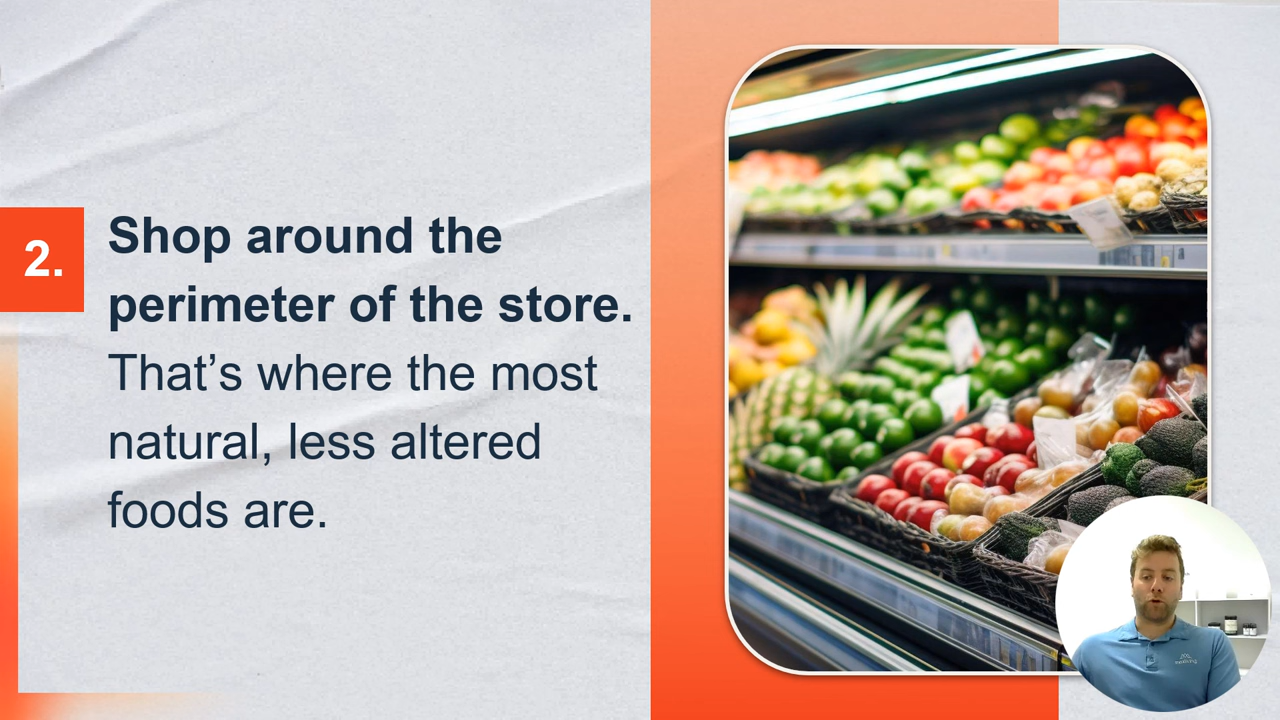 2.
Shop around the
perimeter of the store.
That’s where the most
natural, less altered
foods are.